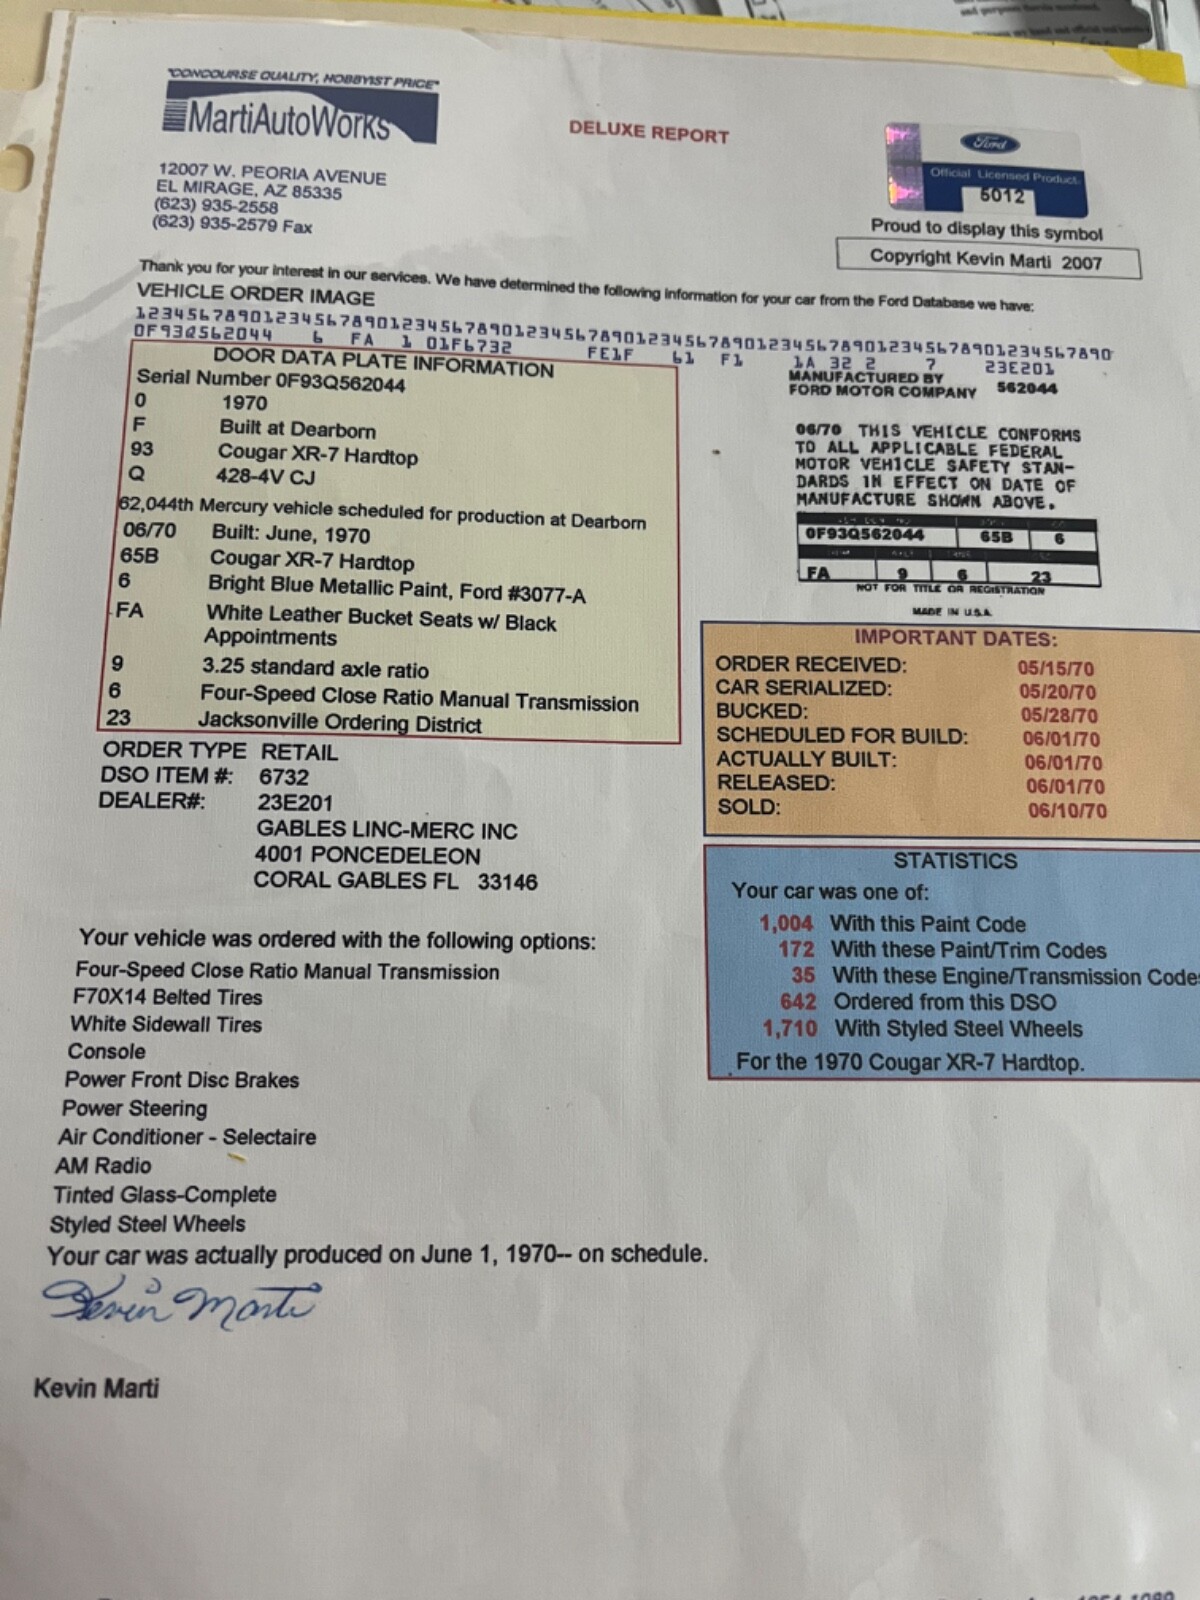 "CONCOURSE QUALITY, HOBBYIST PRICE"
MartiAutoWorks
DELUXE REPORT
12007 W. PEORIA AVENUE
EL MIRAGE, AZ 85335
(623) 935-2558
(623) 935-2579 Fax
Ford
Official Licensed Product
5012
Proud to display this symbol
Copyright Kevin Marti 2007
Thank you for your interest in our services. We have determined the following information for your car from the Ford Database we have:
VEHICLE ORDER IMAGE
12345678901234567890123456789012345678901234567890123456789012345678901234567890
0F93Q562044 6 FA 1 01F6732 FE1F 61 F1 1A 32 2 7 23E201
DOOR DATA PLATE INFORMATION
Serial Number 0F93Q562044
0 1970
F Built at Dearborn
93 Cougar XR-7 Hardtop
Q 428-4V CJ
62,044th Mercury vehicle scheduled for production at Dearborn
06/70 Built: June, 1970
65B Cougar XR-7 Hardtop
6 Bright Blue Metallic Paint, Ford #3077-A
FA White Leather Bucket Seats w/ Black
Appointments
9 3.25 standard axle ratio
6 Four-Speed Close Ratio Manual Transmission
23 Jacksonville Ordering District
MANUFACTURED BY
FORD MOTOR COMPANY 562044
06/70 THIS VEHICLE CONFORMS
TO ALL APPLICABLE FEDERAL
MOTOR VEHICLE SAFETY STAN-
DARDS IN EFFECT ON DATE OF
MANUFACTURE SHOWN ABOVE.
0F93Q562044 65B 6
FA 9 6 23
NOT FOR TITLE OR REGISTRATION
MADE IN U.S.A.
IMPORTANT DATES:
ORDER RECEIVED: 05/15/70
CAR SERIALIZED: 05/20/70
BUCKED: 05/28/70
SCHEDULED FOR BUILD: 06/01/70
ACTUALLY BUILT: 06/01/70
RELEASED: 06/01/70
SOLD: 06/10/70
ORDER TYPE RETAIL
DSO ITEM #: 6732
DEALER#: 23E201
GABLES LINC-MERC INC
4001 PONCEDELEON
CORAL GABLES FL 33146
STATISTICS
Your car was one of:
1,004 With this Paint Code
172 With these Paint/Trim Codes
35 With these Engine/Transmission Codes
642 Ordered from this DSO
1,710 With Styled Steel Wheels
For the 1970 Cougar XR-7 Hardtop.
Your vehicle was ordered with the following options:
Four-Speed Close Ratio Manual Transmission
F70X14 Belted Tires
White Sidewall Tires
Console
Power Front Disc Brakes
Power Steering
Air Conditioner - Selectaire
AM Radio
Tinted Glass-Complete
Styled Steel Wheels
Your car was actually produced on June 1, 1970-- on schedule.
Kevin Marti
Kevin Marti